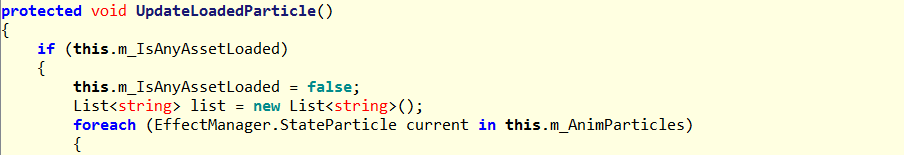 protected void UpdateLoadedParticle()
{
    if (this.m_IsAnyAssetLoaded)
    {
        this.m_IsAnyAssetLoaded = false;
        List<string> list = new List<string>();
        foreach (EffectManager.StateParticle current in this.m_AnimParticles)
        {